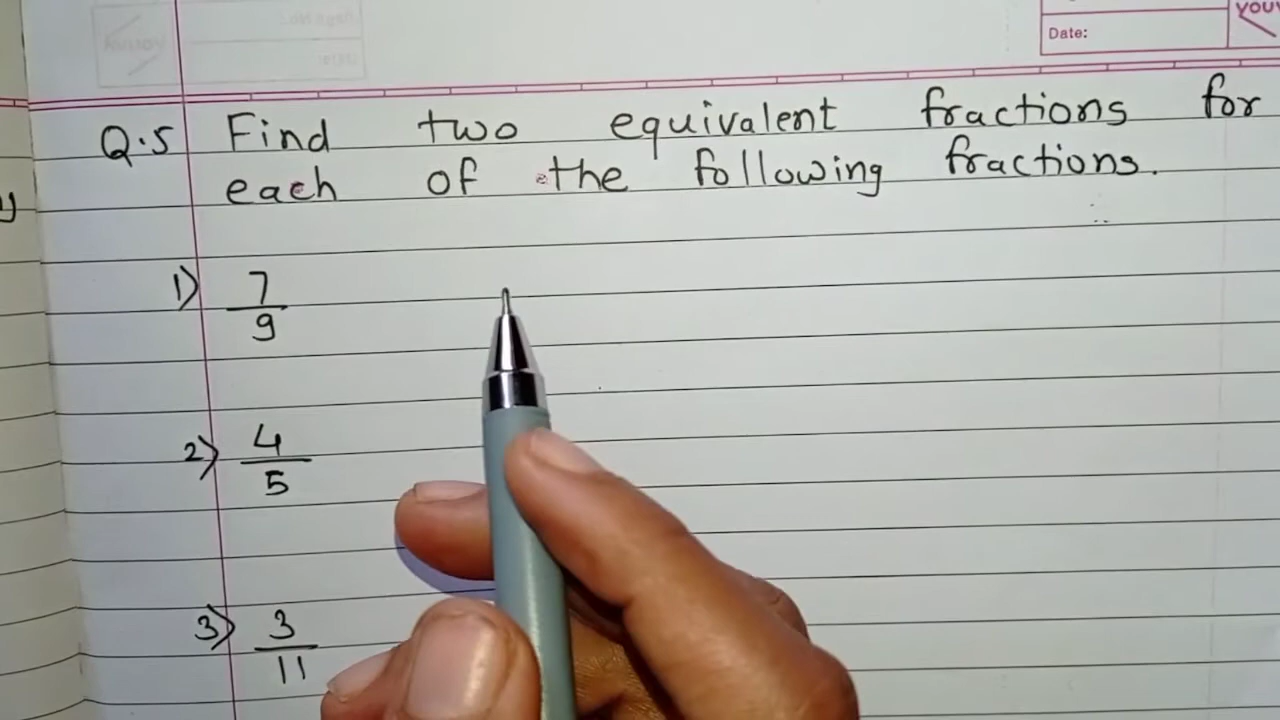 Date:
YOUV
Q.5 Find two equivalent fractions for
each of the following fractions.
1) 7/9
2) 4/5
3) 3/11